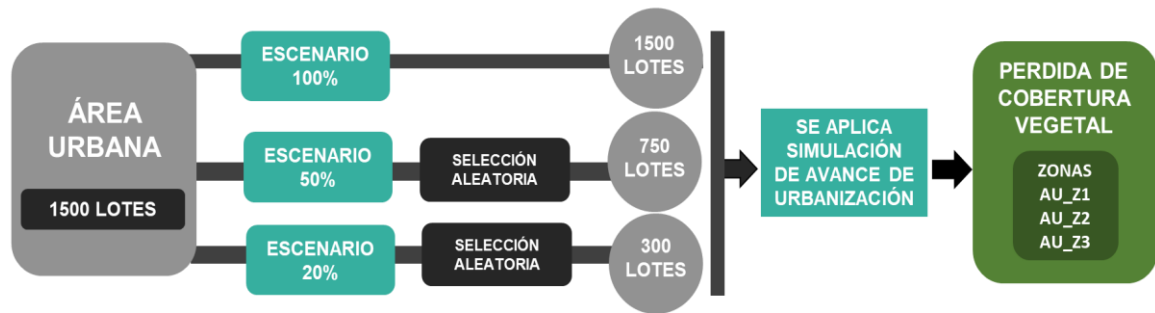 ÁREA
URBANA
1500 LOTES
ESCENARIO
100%
1500
LOTES
ESCENARIO
50%
SELECCIÓN
ALEATORIA
750
LOTES
ESCENARIO
20%
SELECCIÓN
ALEATORIA
300
LOTES
SE APLICA
SIMULACIÓN
DE AVANCE DE
URBANIZACIÓN
PERDIDA DE
COBERTURA
VEGETAL
ZONAS
AU_Z1
AU_Z2
AU_Z3